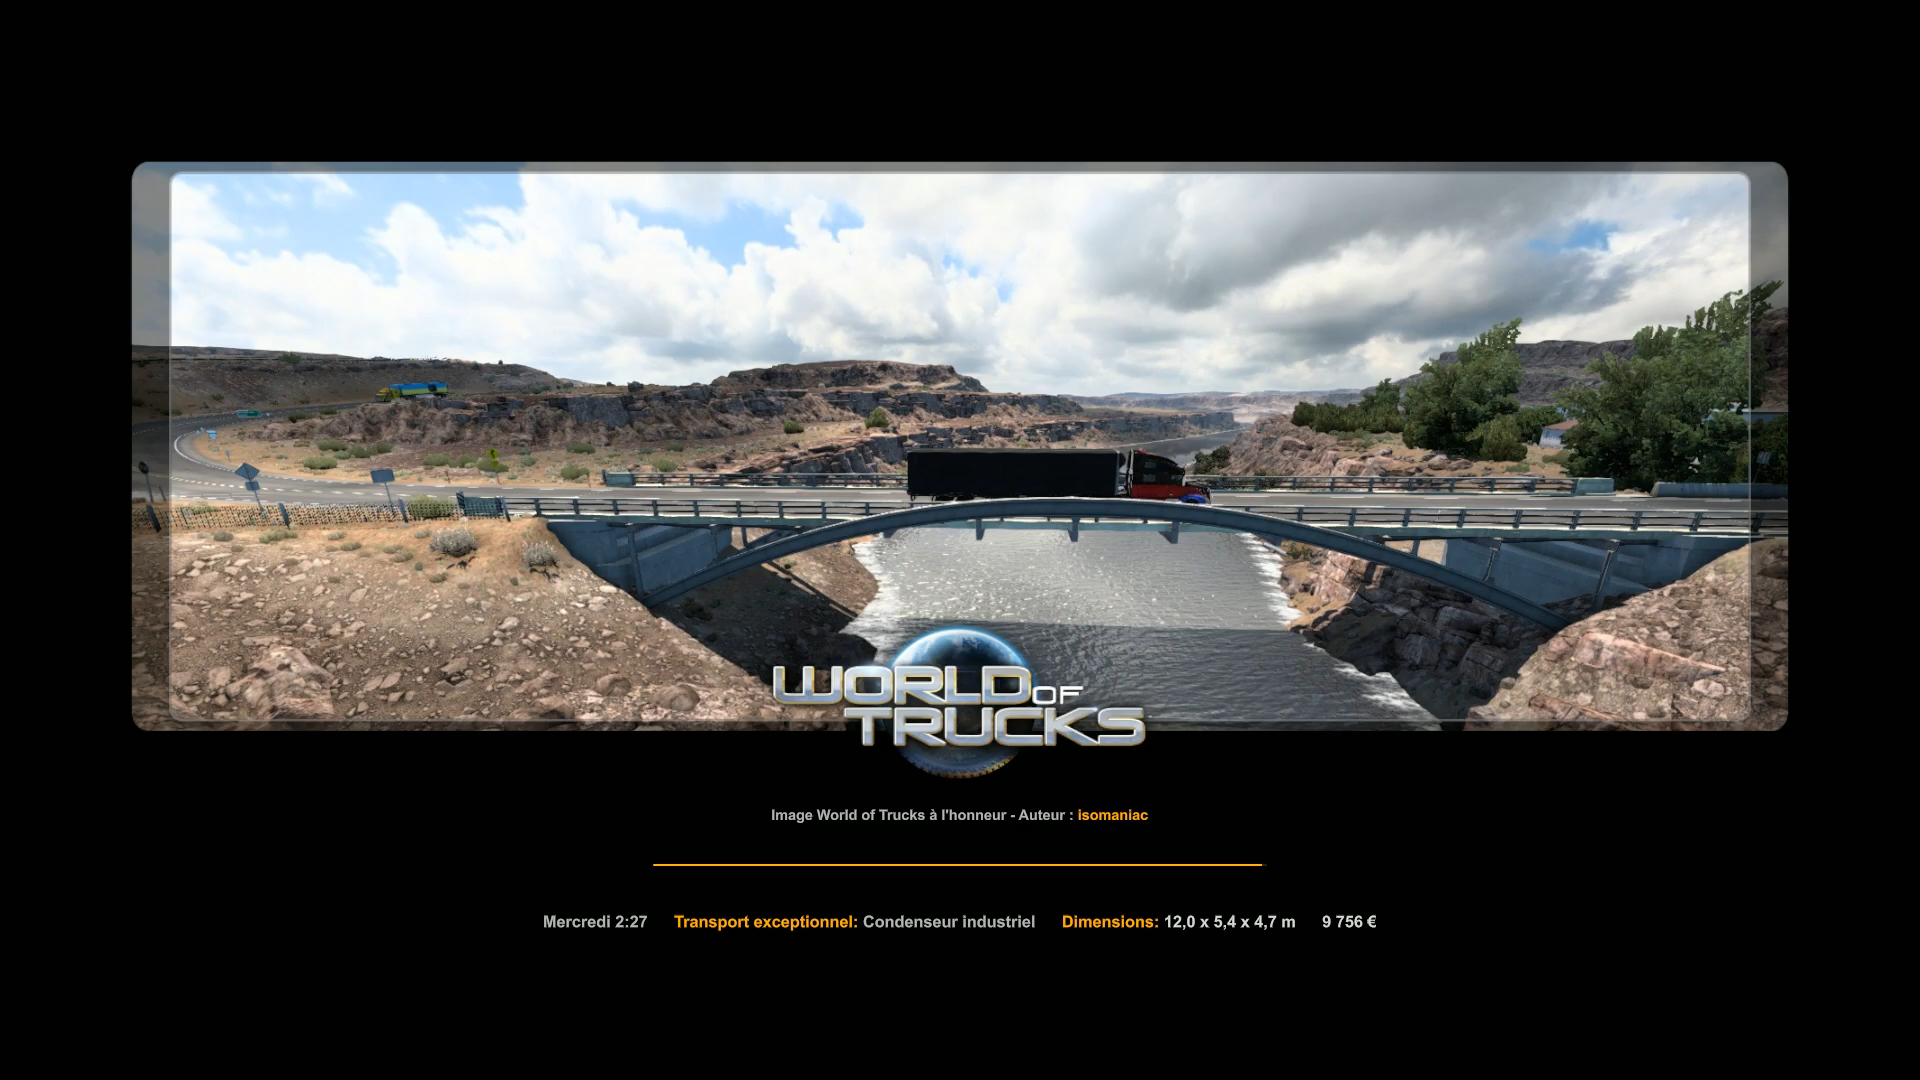 WORLD OF
TRUCKS
Image World of Trucks à l'honneur - Auteur : isomaniac
Mercredi 2:27 Transport exceptionnel: Condenseur industriel Dimensions: 12,0 x 5,4 x 4,7 m 9 756 €